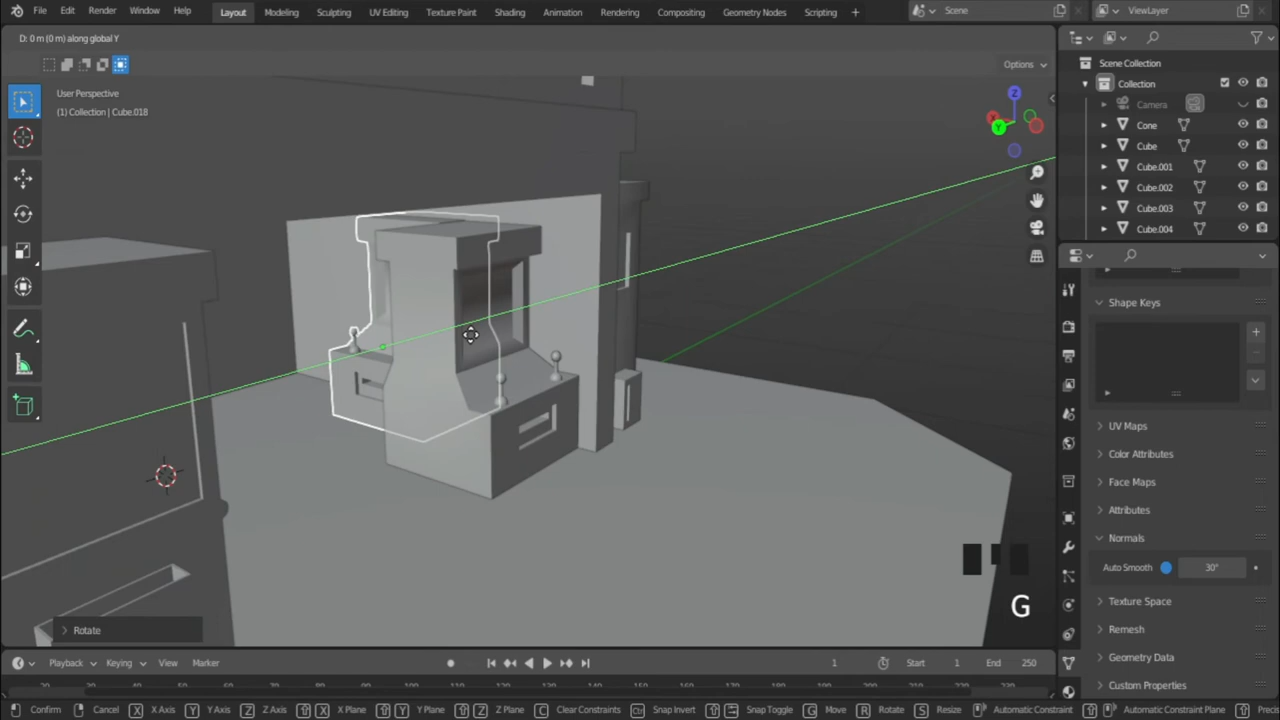 File Edit Render Window Help Layout Modeling Sculpting UV Editing Texture Paint Shading Animation Rendering Compositing Geometry Nodes Scripting + Scene ViewLayer
D: 0 m (0 m) along global Y
Options
User Perspective
(1) Collection | Cube.018
Z
X
Y
Scene Collection
Collection
Camera
Cone
Cube
Cube.001
Cube.002
Cube.003
Cube.004
Shape Keys
UV Maps
Color Attributes
Face Maps
Attributes
Normals
Auto Smooth 30°
Texture Space
Remesh
Geometry Data
Custom Properties
G
Rotate
Playback Keying View Marker 1 Start 1 End 250
Confirm Cancel X X Axis Y Y Axis Z Z Axis X X Plane Y Y Plane Z Z Plane C Clear Constraints Ctrl Snap Invert Snap Toggle G Move R Rotate S Resize Automatic Constraint Automatic Constraint Plane